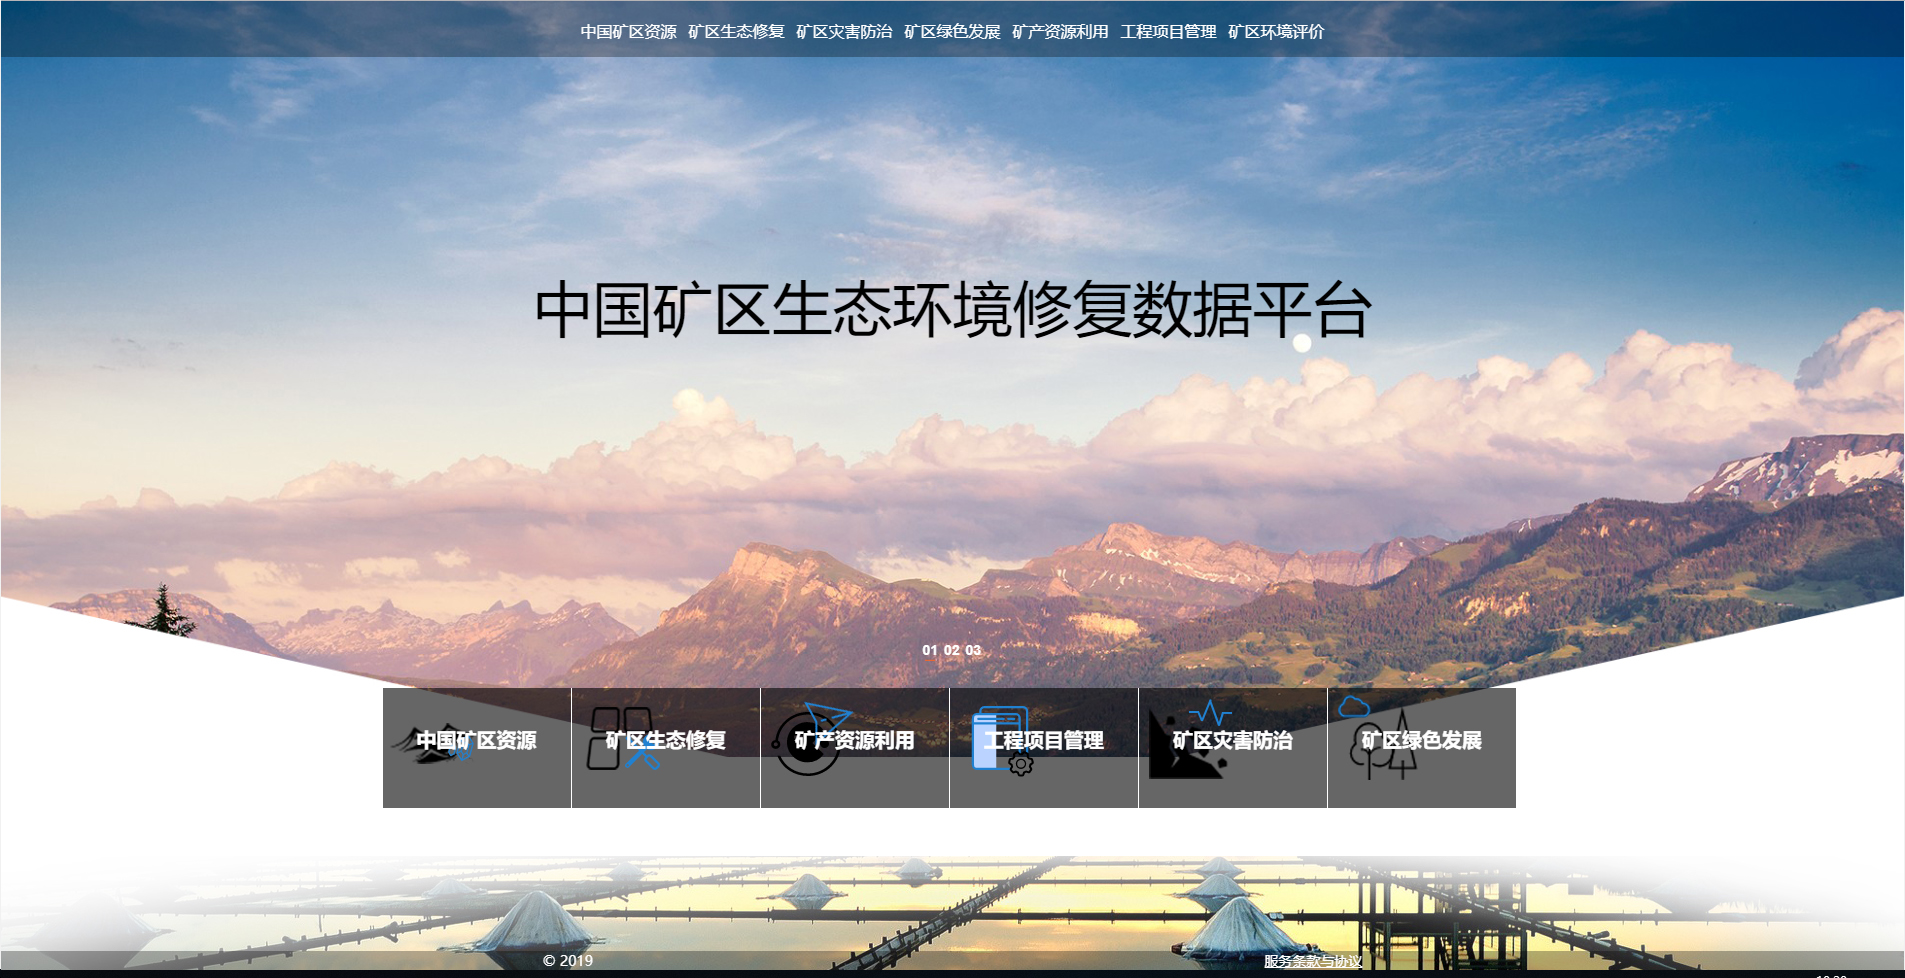 中国矿区资源 矿区生态修复 矿区灾害防治 矿区绿色发展 矿产资源利用 工程项目管理 矿区环境评价
中国矿区生态环境修复数据平台
01 02 03
中国矿区资源 矿区生态修复 矿产资源利用 工程项目管理 矿区灾害防治 矿区绿色发展
© 2019 服务条款与协议